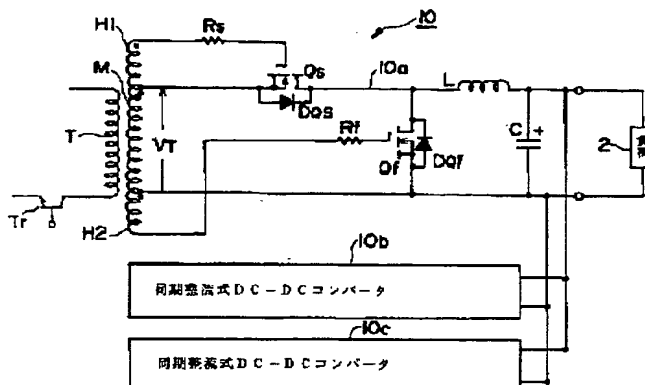 H1
Rs
10
M
Qs
10a
L
DQS
T
VT
Rf
C +
2
Qf
DQf
Tr
H2
10b
同期整流式DC-DCコンバータ
10c
同期整流式DC-DCコンバータ